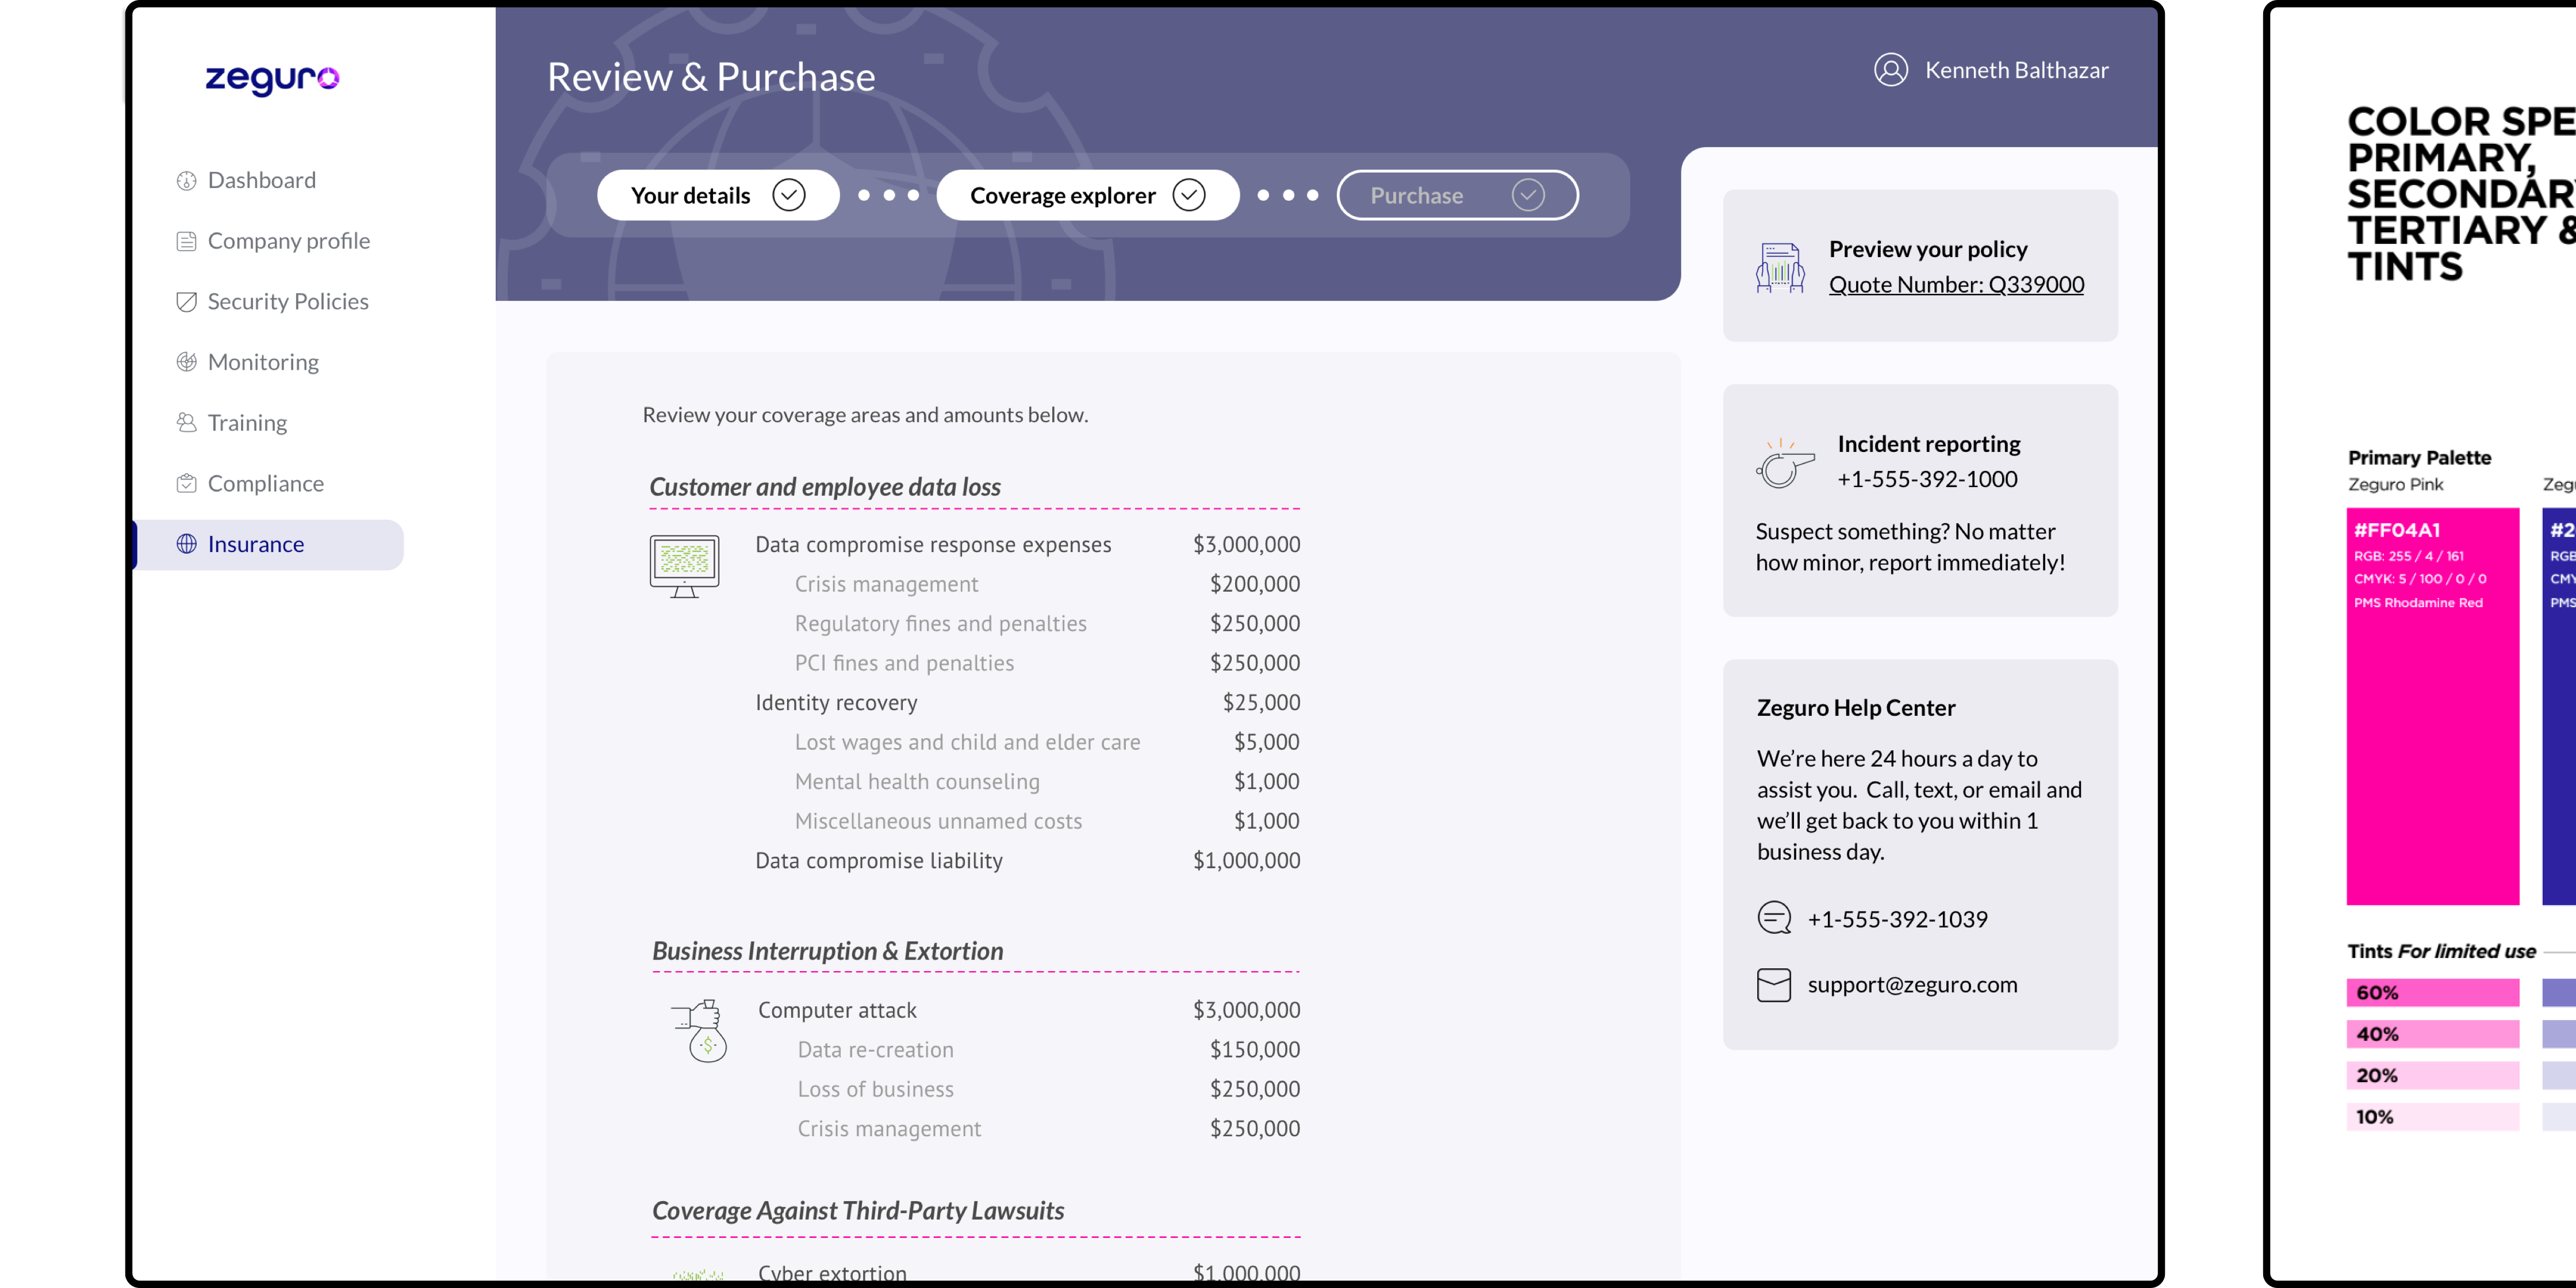 zeguro
Dashboard
Company profile
Security Policies
Monitoring
Training
Compliance
Insurance
Review & Purchase
Kenneth Balthazar
Your details
Coverage explorer
Purchase
Review your coverage areas and amounts below.
Customer and employee data loss
Data compromise response expenses $3,000,000
Crisis management $200,000
Regulatory fines and penalties $250,000
PCI fines and penalties $250,000
Identity recovery $25,000
Lost wages and child and elder care $5,000
Mental health counseling $1,000
Miscellaneous unnamed costs $1,000
Data compromise liability $1,000,000
Business Interruption & Extortion
Computer attack $3,000,000
Data re-creation $150,000
Loss of business $250,000
Crisis management $250,000
Coverage Against Third-Party Lawsuits
Cyber extortion $1,000,000
Preview your policy
Quote Number: Q339000
Incident reporting
+1-555-392-1000
Suspect something? No matter
how minor, report immediately!
Zeguro Help Center
We're here 24 hours a day to
assist you.  Call, text, or email and
we'll get back to you within 1
business day.
+1-555-392-1039
support@zeguro.com
COLOR SPE
PRIMARY,
SECONDAR
TERTIARY &
TINTS
Primary Palette
Zeguro Pink
#FF04A1
RGB: 255 / 4 / 161
CMYK: 5 / 100 / 0 / 0
PMS Rhodamine Red
Zeg
#2
RGB
CMY
PMS
Tints For limited use
60%
40%
20%
10%